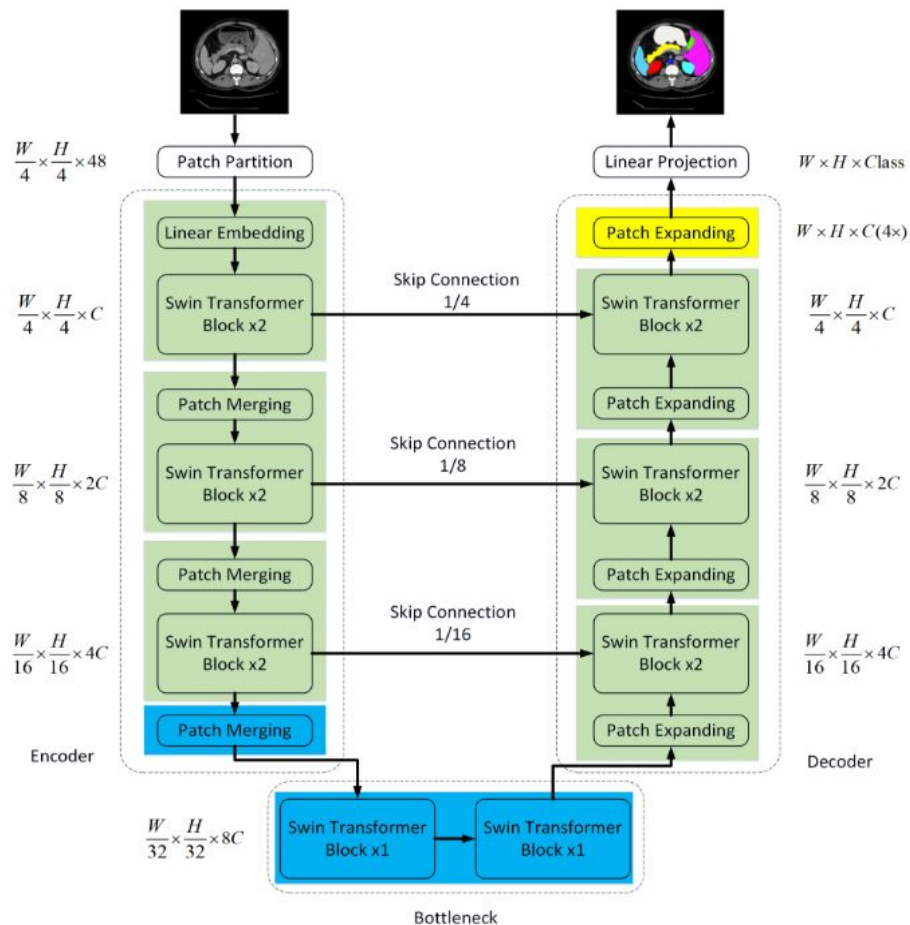 W/4 × H/4 × 48
Patch Partition
Linear Projection
W × H × Class
Linear Embedding
Patch Expanding
W × H × C(4×)
W/4 × H/4 × C
Swin Transformer
Block x2
Skip Connection
1/4
Swin Transformer
Block x2
W/4 × H/4 × C
Patch Merging
Patch Expanding
W/8 × H/8 × 2C
Swin Transformer
Block x2
Skip Connection
1/8
Swin Transformer
Block x2
W/8 × H/8 × 2C
Patch Merging
Patch Expanding
W/16 × H/16 × 4C
Swin Transformer
Block x2
Skip Connection
1/16
Swin Transformer
Block x2
W/16 × H/16 × 4C
Patch Merging
Patch Expanding
Encoder
Decoder
W/32 × H/32 × 8C
Swin Transformer
Block x1
Swin Transformer
Block x1
Bottleneck